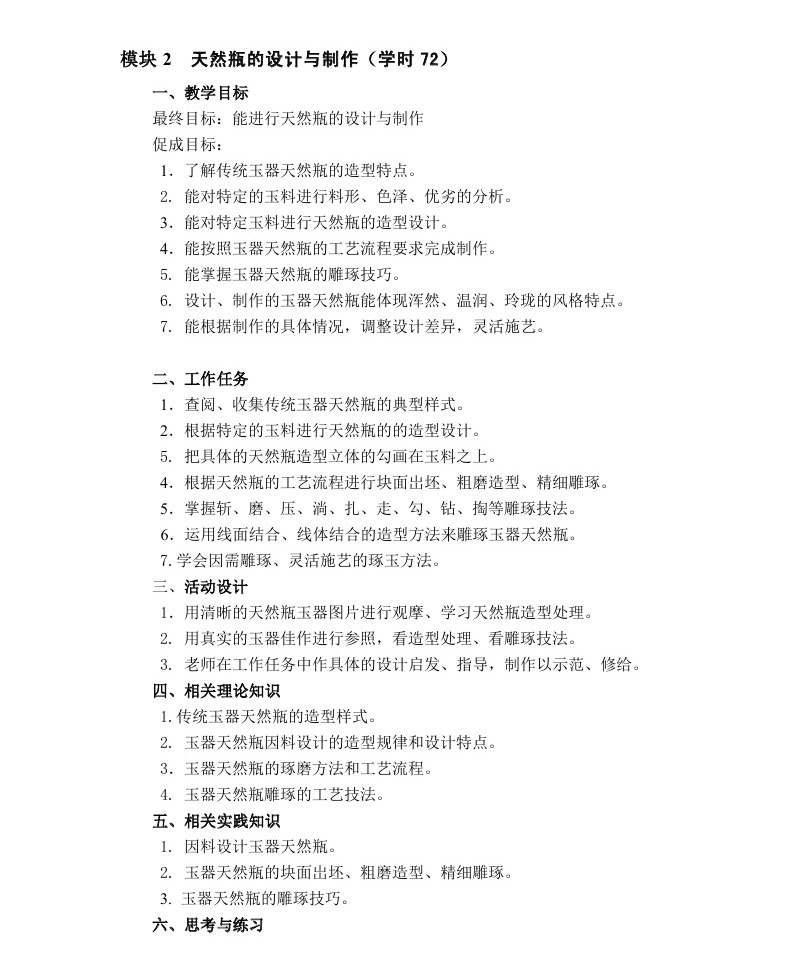 模块 2 天然瓶的设计与制作（学时 72）
一、教学目标
最终目标：能进行天然瓶的设计与制作
促成目标：
1．了解传统玉器天然瓶的造型特点。
2. 能对特定的玉料进行料形、色泽、优劣的分析。
3．能对特定玉料进行天然瓶的造型设计。
4．能按照玉器天然瓶的工艺流程要求完成制作。
5. 能掌握玉器天然瓶的雕琢技巧。
6. 设计、制作的玉器天然瓶能体现浑然、温润、玲珑的风格特点。
7. 能根据制作的具体情况，调整设计差异，灵活施艺。
二、工作任务
1．查阅、收集传统玉器天然瓶的典型样式。
2．根据特定的玉料进行天然瓶的的造型设计。
5. 把具体的天然瓶造型立体的勾画在玉料之上。
4．根据天然瓶的工艺流程进行块面出坯、粗磨造型、精细雕琢。
5．掌握斩、磨、压、淌、扎、走、勾、钻、掏等雕琢技法。
6．运用线面结合、线体结合的造型方法来雕琢玉器天然瓶。
7. 学会因需雕琢、灵活施艺的琢玉方法。
三、活动设计
1．用清晰的天然瓶玉器图片进行观摩、学习天然瓶造型处理。
2. 用真实的玉器佳作进行参照，看造型处理、看雕琢技法。
3. 老师在工作任务中作具体的设计启发、指导，制作以示范、修给。
四、相关理论知识
1. 传统玉器天然瓶的造型样式。
2. 玉器天然瓶因料设计的造型规律和设计特点。
3．玉器天然瓶的琢磨方法和工艺流程。
4. 玉器天然瓶雕琢的工艺技法。
五、相关实践知识
1. 因料设计玉器天然瓶。
2. 玉器天然瓶的块面出坯、粗磨造型、精细雕琢。
3. 玉器天然瓶的雕琢技巧。
六、思考与练习